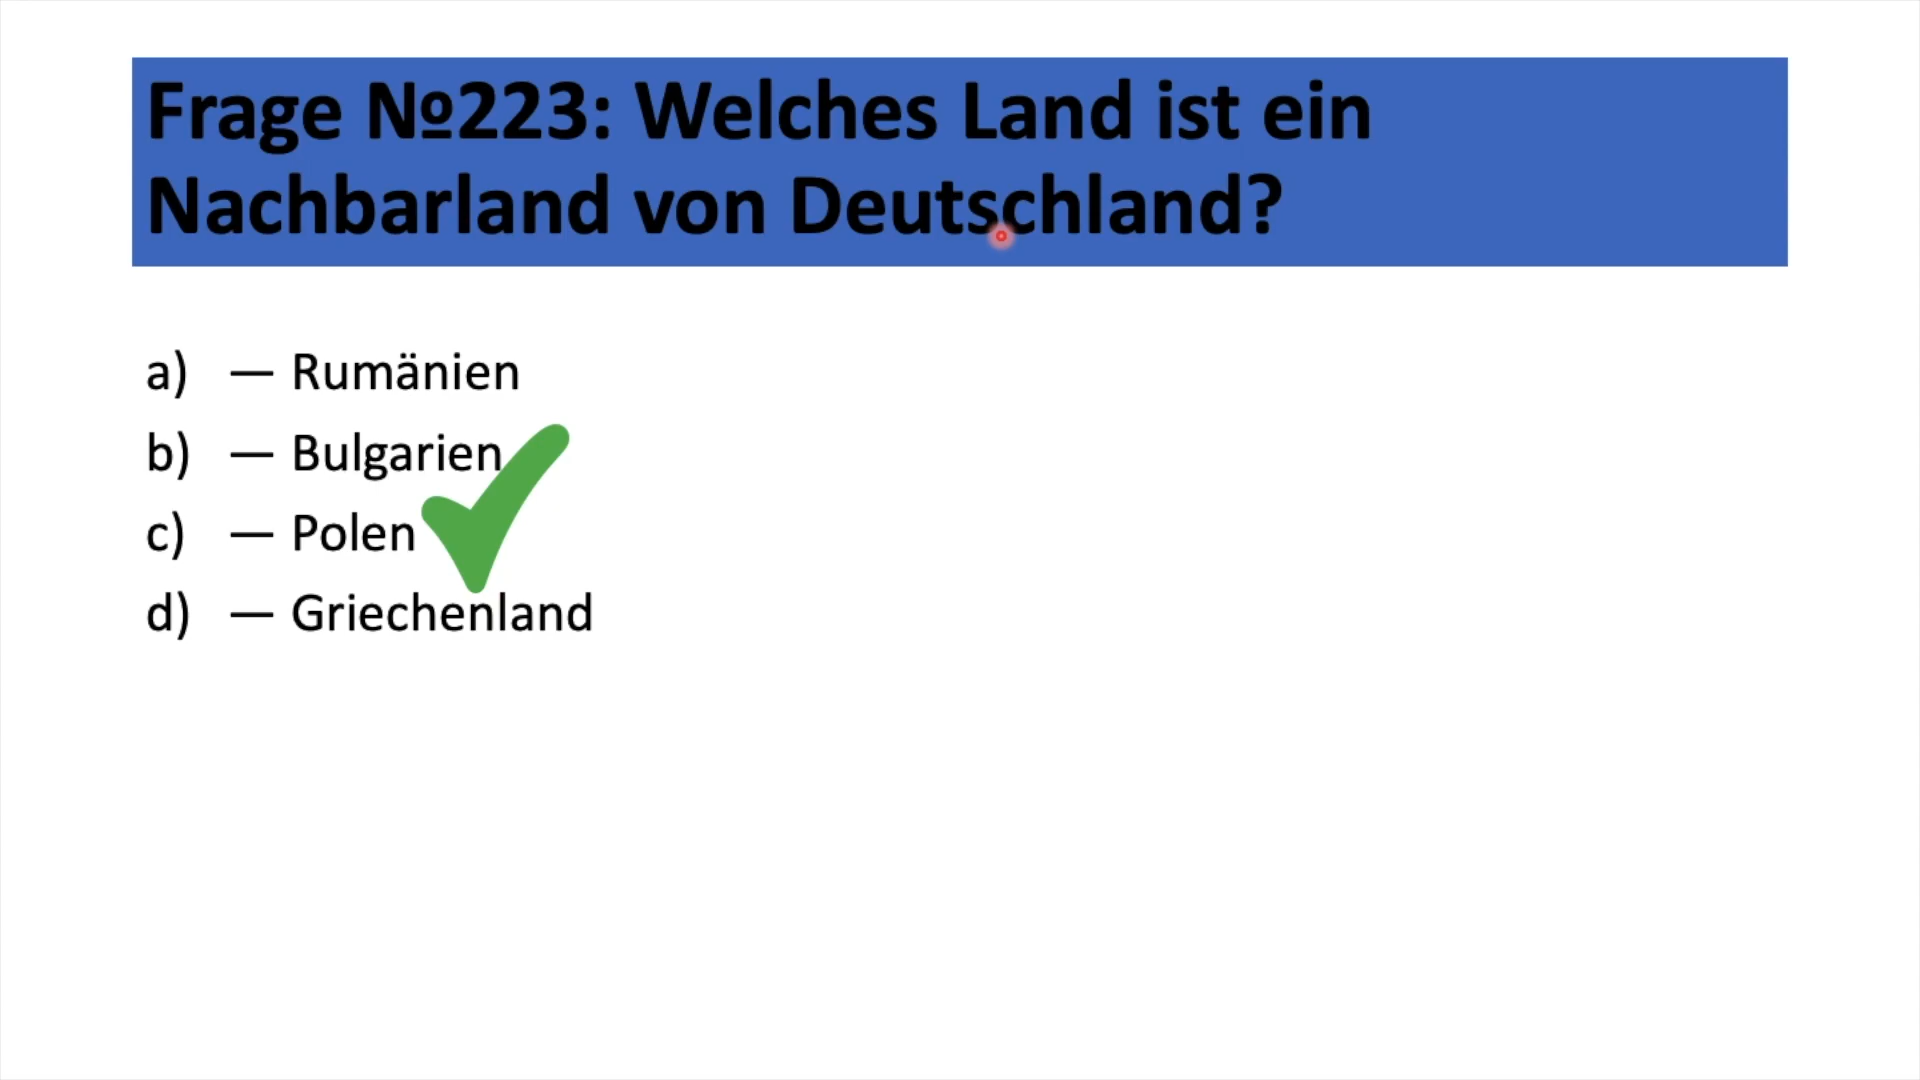 Frage №223: Welches Land ist ein
Nachbarland von Deutschland?
a) — Rumänien
b) — Bulgarien
c) — Polen
d) — Griechenland